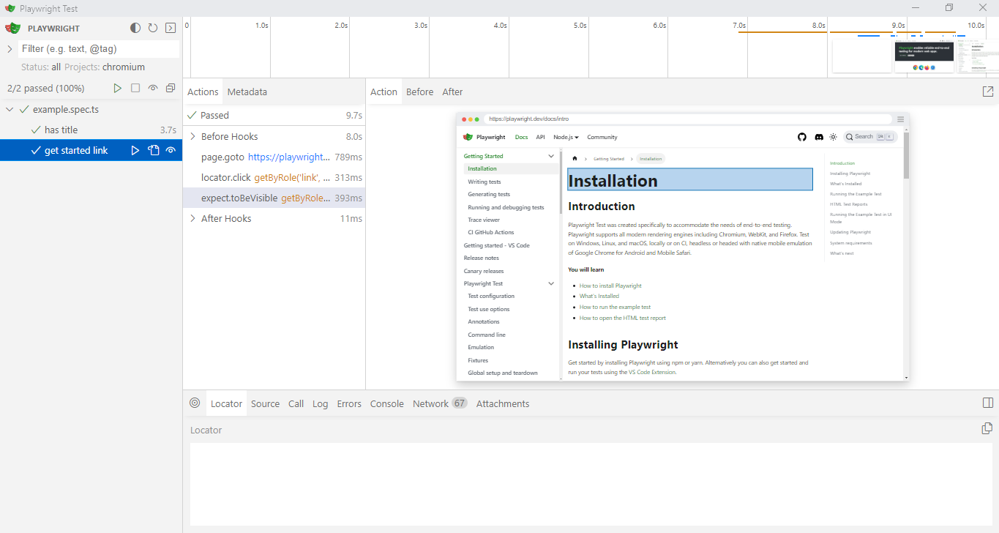 Playwright Test
PLAYWRIGHT
Filter (e.g. text, @tag)
Status: all Projects: chromium
2/2 passed (100%)
example.spec.ts
has title 3.7s
get started link
0 1.0s 2.0s 3.0s 4.0s 5.0s 6.0s 7.0s 8.0s 9.0s 10.0s
Playwright enables reliable end-to-end
testing for modern web apps.
Actions Metadata
Passed 9.7s
Before Hooks 8.0s
page.goto https://playwright... 789ms
locator.click getByRole('link', ... 313ms
expect.toBeVisible getByRole... 393ms
After Hooks 11ms
Action Before After
https://playwright.dev/docs/intro
Playwright Docs API Node.js Community Search
Getting Started
Installation
Writing tests
Generating tests
Running and debugging tests
Trace viewer
CI GitHub Actions
Getting started - VS Code
Release notes
Canary releases
Playwright Test
Test configuration
Test use options
Annotations
Command line
Emulation
Fixtures
Global setup and teardown
Getting Started Installation
Installation
Introduction
Playwright Test was created specifically to accommodate the needs of end-to-end testing.
Playwright supports all modern rendering engines including Chromium, WebKit, and Firefox. Test
on Windows, Linux, and macOS, locally or on CI, headless or headed with native mobile emulation
of Google Chrome for Android and Mobile Safari.
You will learn
How to install Playwright
What's Installed
How to run the example test
How to open the HTML test report
Installing Playwright
Get started by installing Playwright using npm or yarn. Alternatively you can also get started and
run your tests using the VS Code Extension.
Introduction
Installing Playwright
What's Installed
Running the Example Test
HTML Test Reports
Running the Example Test in UI
Mode
Updating Playwright
System requirements
What's next
Locator Source Call Log Errors Console Network 67 Attachments
Locator